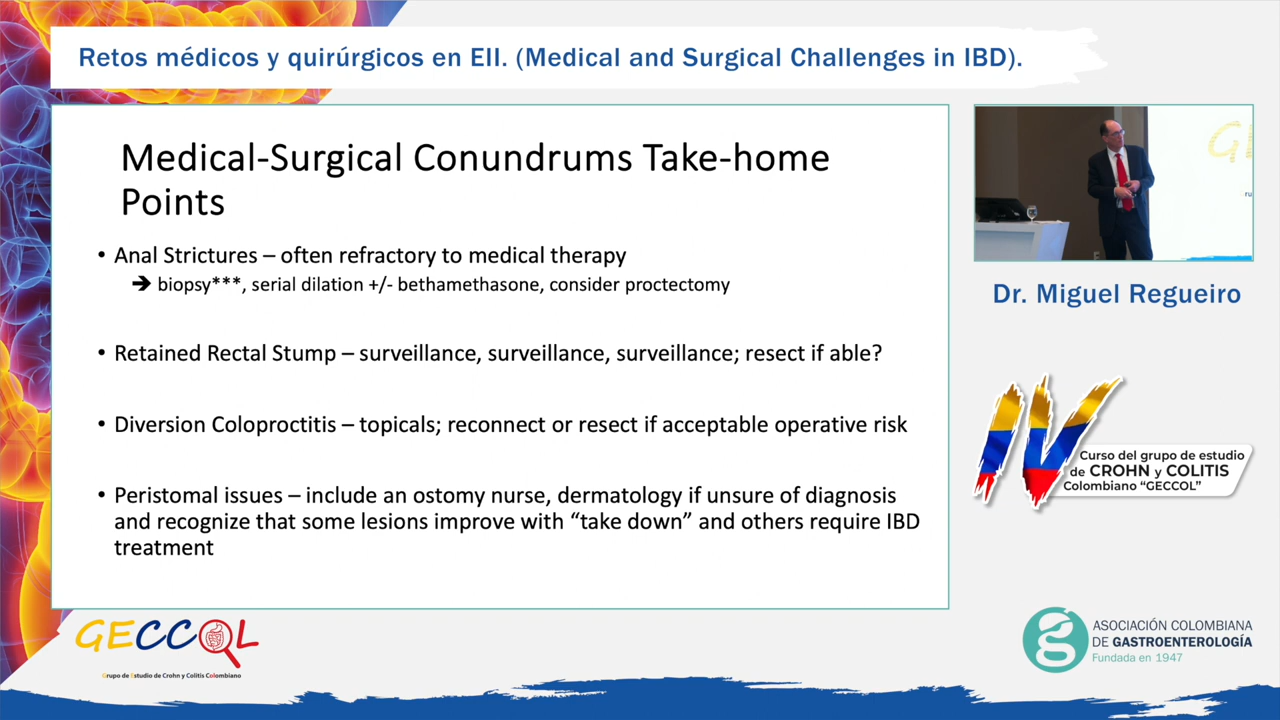 Retos médicos y quirúrgicos en EII. (Medical and Surgical Challenges in IBD).
Medical-Surgical Conundrums Take-home
Points
• Anal Strictures – often refractory to medical therapy
➔ biopsy***, serial dilation +/- bethamethasone, consider proctectomy
• Retained Rectal Stump – surveillance, surveillance, surveillance; resect if able?
• Diversion Coloproctitis – topicals; reconnect or resect if acceptable operative risk
• Peristomal issues – include an ostomy nurse, dermatology if unsure of diagnosis
and recognize that some lesions improve with “take down” and others require IBD
treatment
Dr. Miguel Regueiro
IV
Curso del grupo de estudio
de CROHN y COLITIS
Colombiano “GECCOL”
GECCOL
Grupo de Estudio de Crohn y Colitis Colombiano
ASOCIACIÓN COLOMBIANA
DE GASTROENTEROLOGÍA
Fundada en 1947